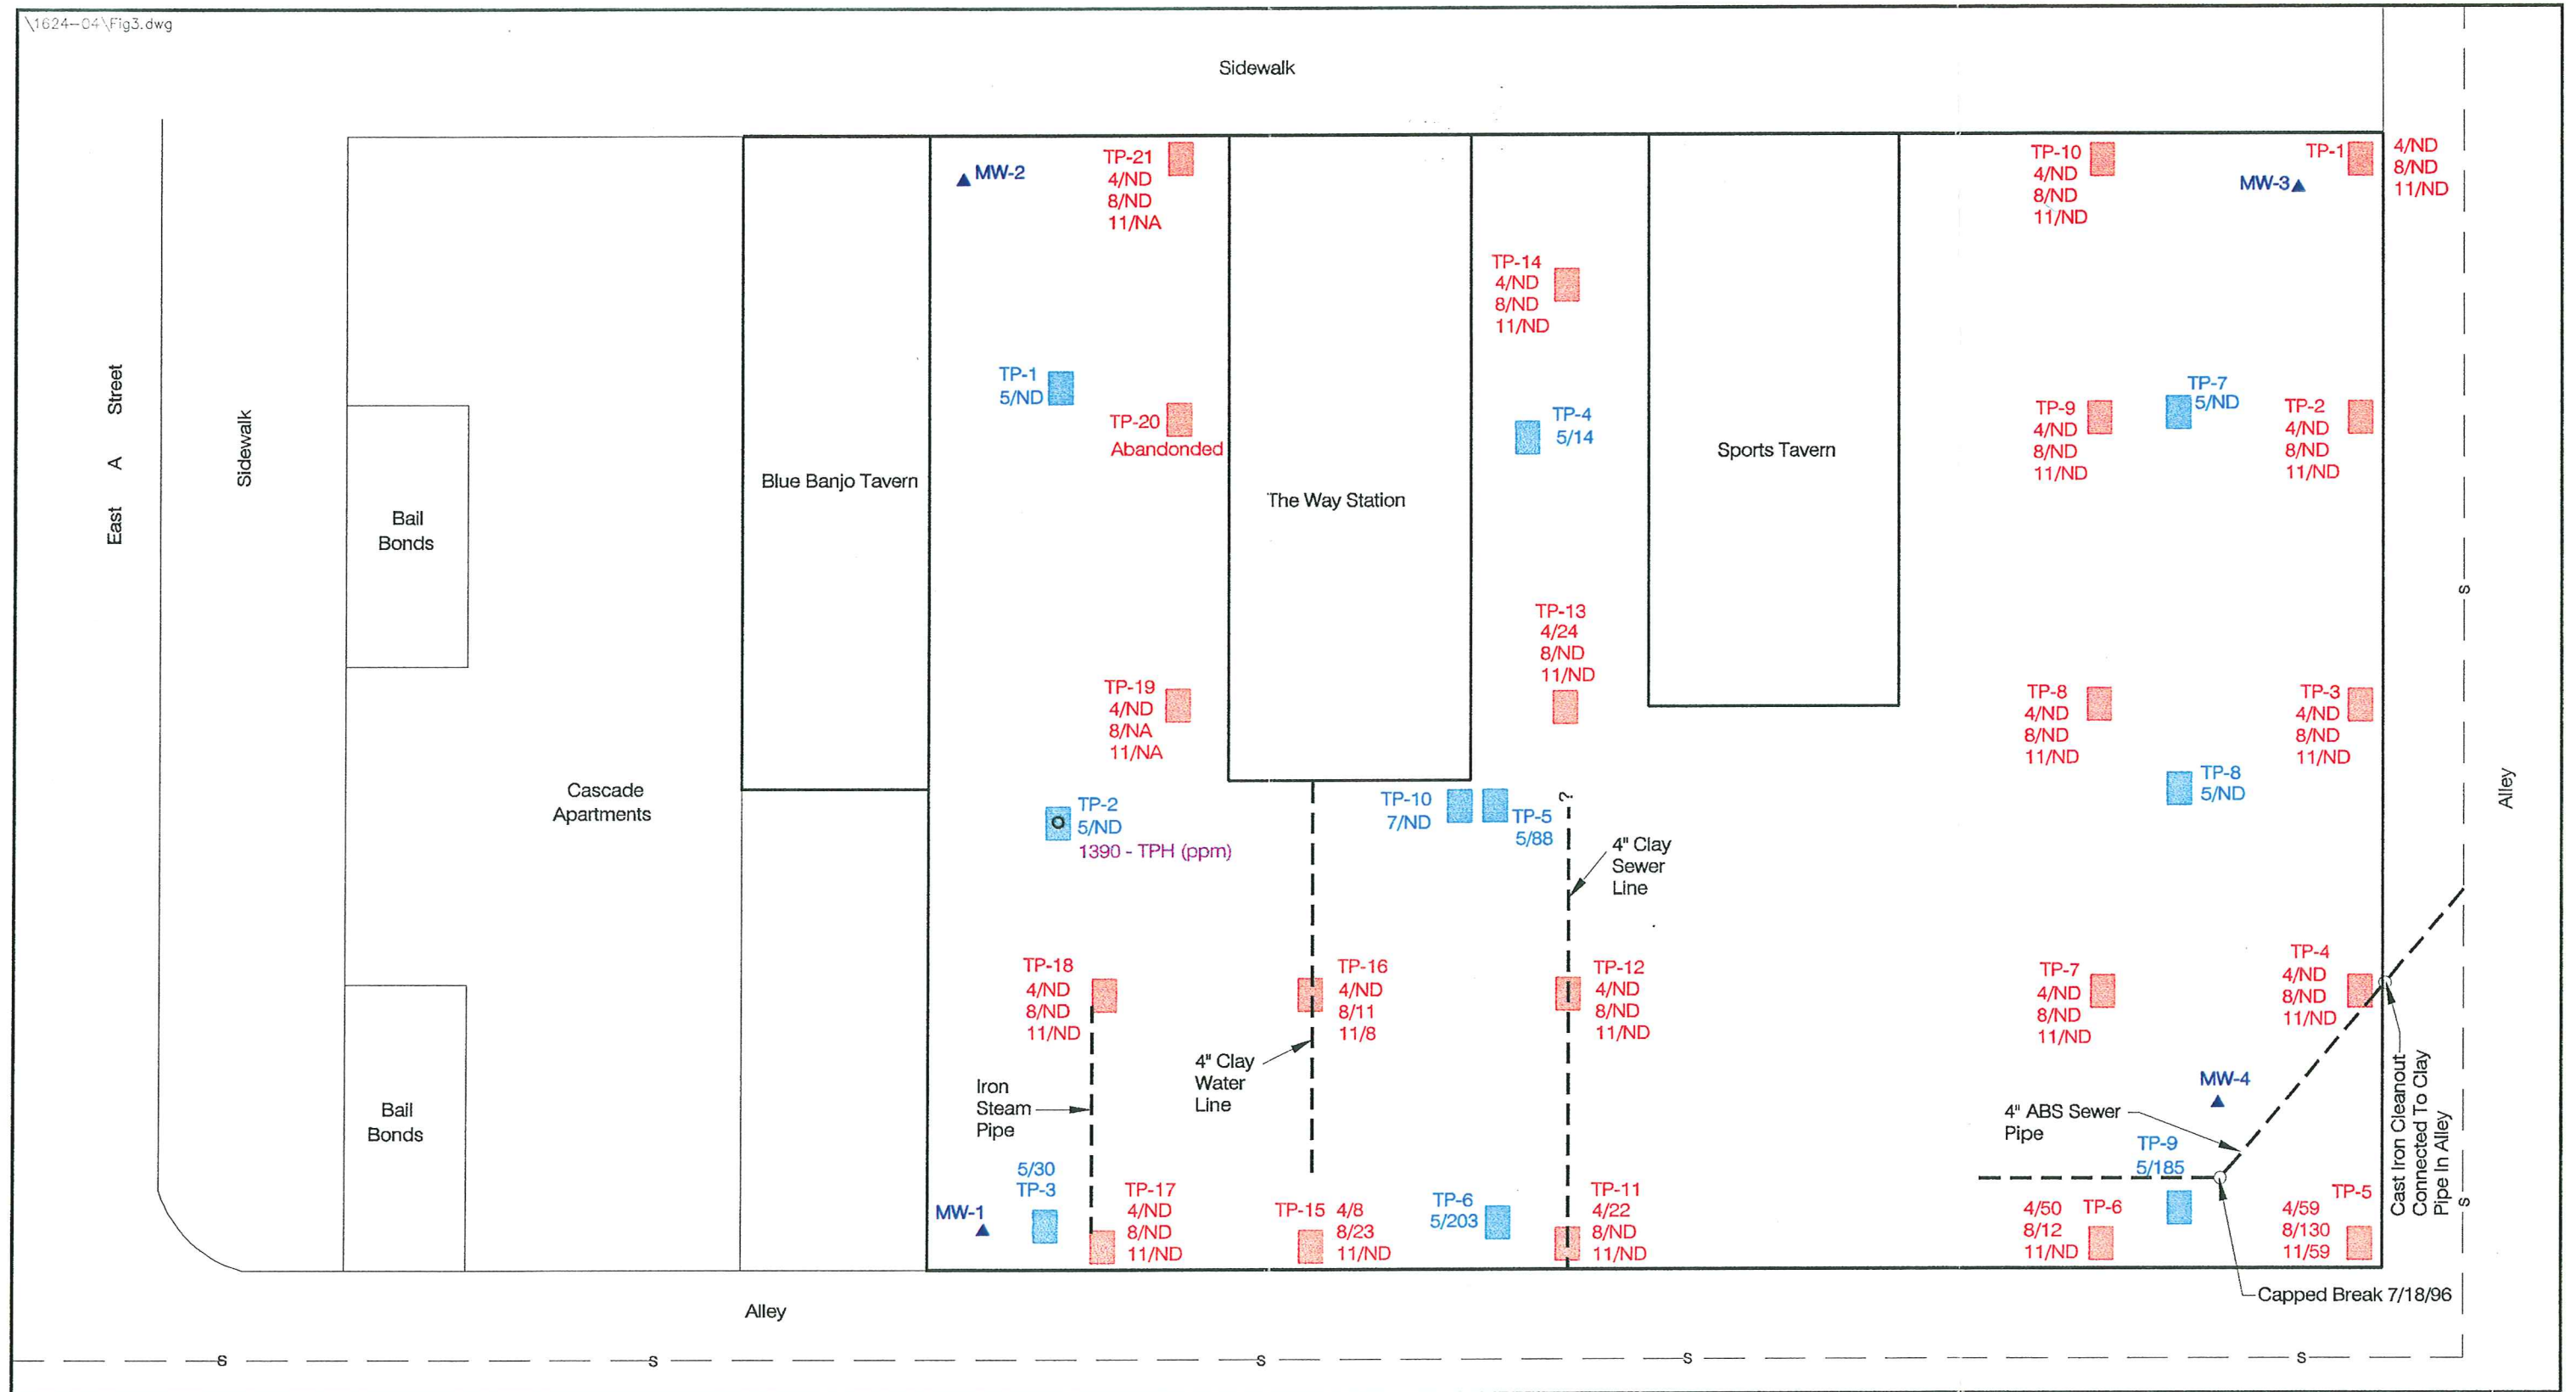 \1624-04\Fig3.dwg
Sidewalk
East A Street
Sidewalk
Bail
Bonds
Cascade
Apartments
Bail
Bonds
Blue Banjo Tavern
MW-2
TP-21
4/ND
8/ND
11/NA
TP-1
5/ND
TP-20
Abandonded
TP-19
4/ND
8/NA
11/NA
TP-2
5/ND
1390 - TPH (ppm)
TP-18
4/ND
8/ND
11/ND
Iron
Steam
Pipe
5/30
TP-3
MW-1
TP-17
4/ND
8/ND
11/ND
The Way Station
TP-14
4/ND
8/ND
11/ND
TP-4
5/14
TP-13
4/24
8/ND
11/ND
TP-10
7/ND
TP-5
5/88
?
4" Clay
Sewer
Line
TP-16
4/ND
8/11
11/8
4" Clay
Water
Line
TP-12
4/ND
8/ND
11/ND
TP-15 4/8
8/23
11/ND
TP-6
5/203
TP-11
4/22
8/ND
11/ND
Sports Tavern
TP-10
4/ND
8/ND
11/ND
TP-1
4/ND
8/ND
11/ND
MW-3
TP-9
4/ND
8/ND
11/ND
TP-7
5/ND
TP-2
4/ND
8/ND
11/ND
TP-8
4/ND
8/ND
11/ND
TP-3
4/ND
8/ND
11/ND
TP-8
5/ND
TP-7
4/ND
8/ND
11/ND
TP-4
4/ND
8/ND
11/ND
MW-4
4" ABS Sewer
Pipe
TP-9
5/185
4/50 TP-6
8/12
11/ND
TP-5
4/59
8/130
11/59
Cast Iron Cleanout
Connected To Clay
Pipe In Alley
Capped Break 7/18/96
Alley
S
S
Alley
S
S
S
S
S